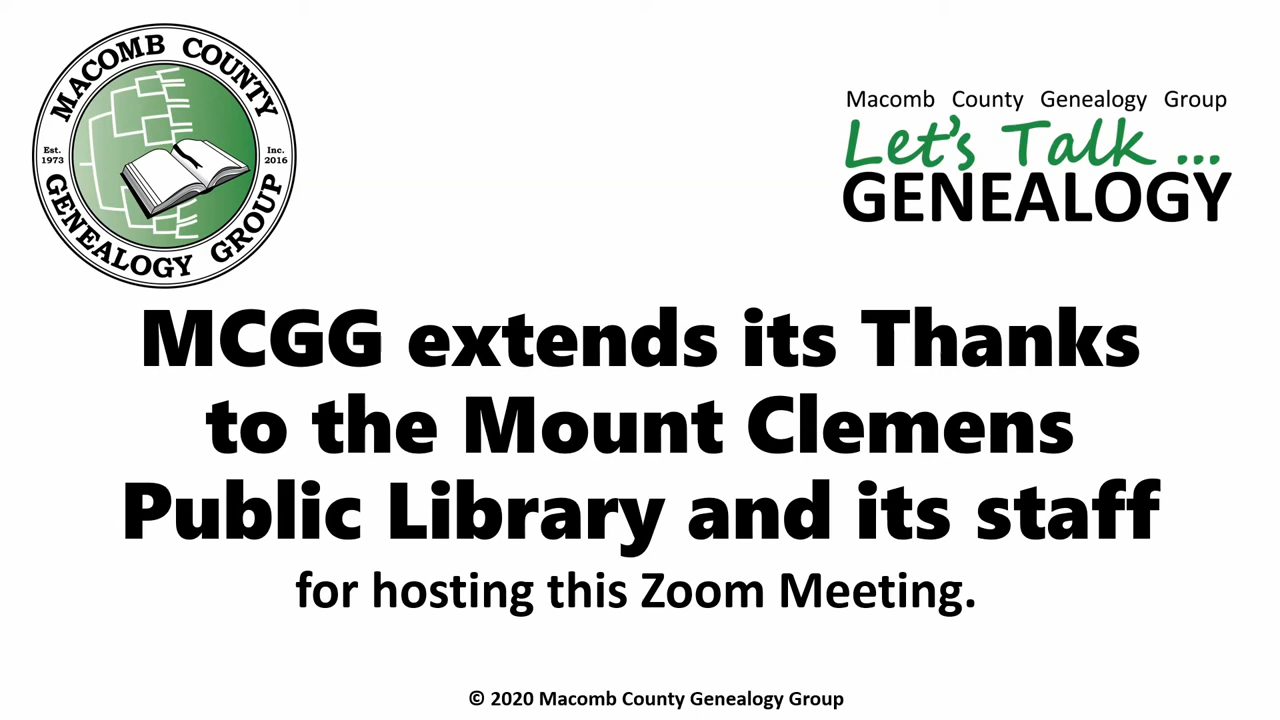 MACOMB COUNTY
Est.
1973
Inc.
2016
GENEALOGY GROUP
Macomb County Genealogy Group
Let's Talk ...
GENEALOGY
MCGG extends its Thanks
to the Mount Clemens
Public Library and its staff
for hosting this Zoom Meeting.
© 2020 Macomb County Genealogy Group